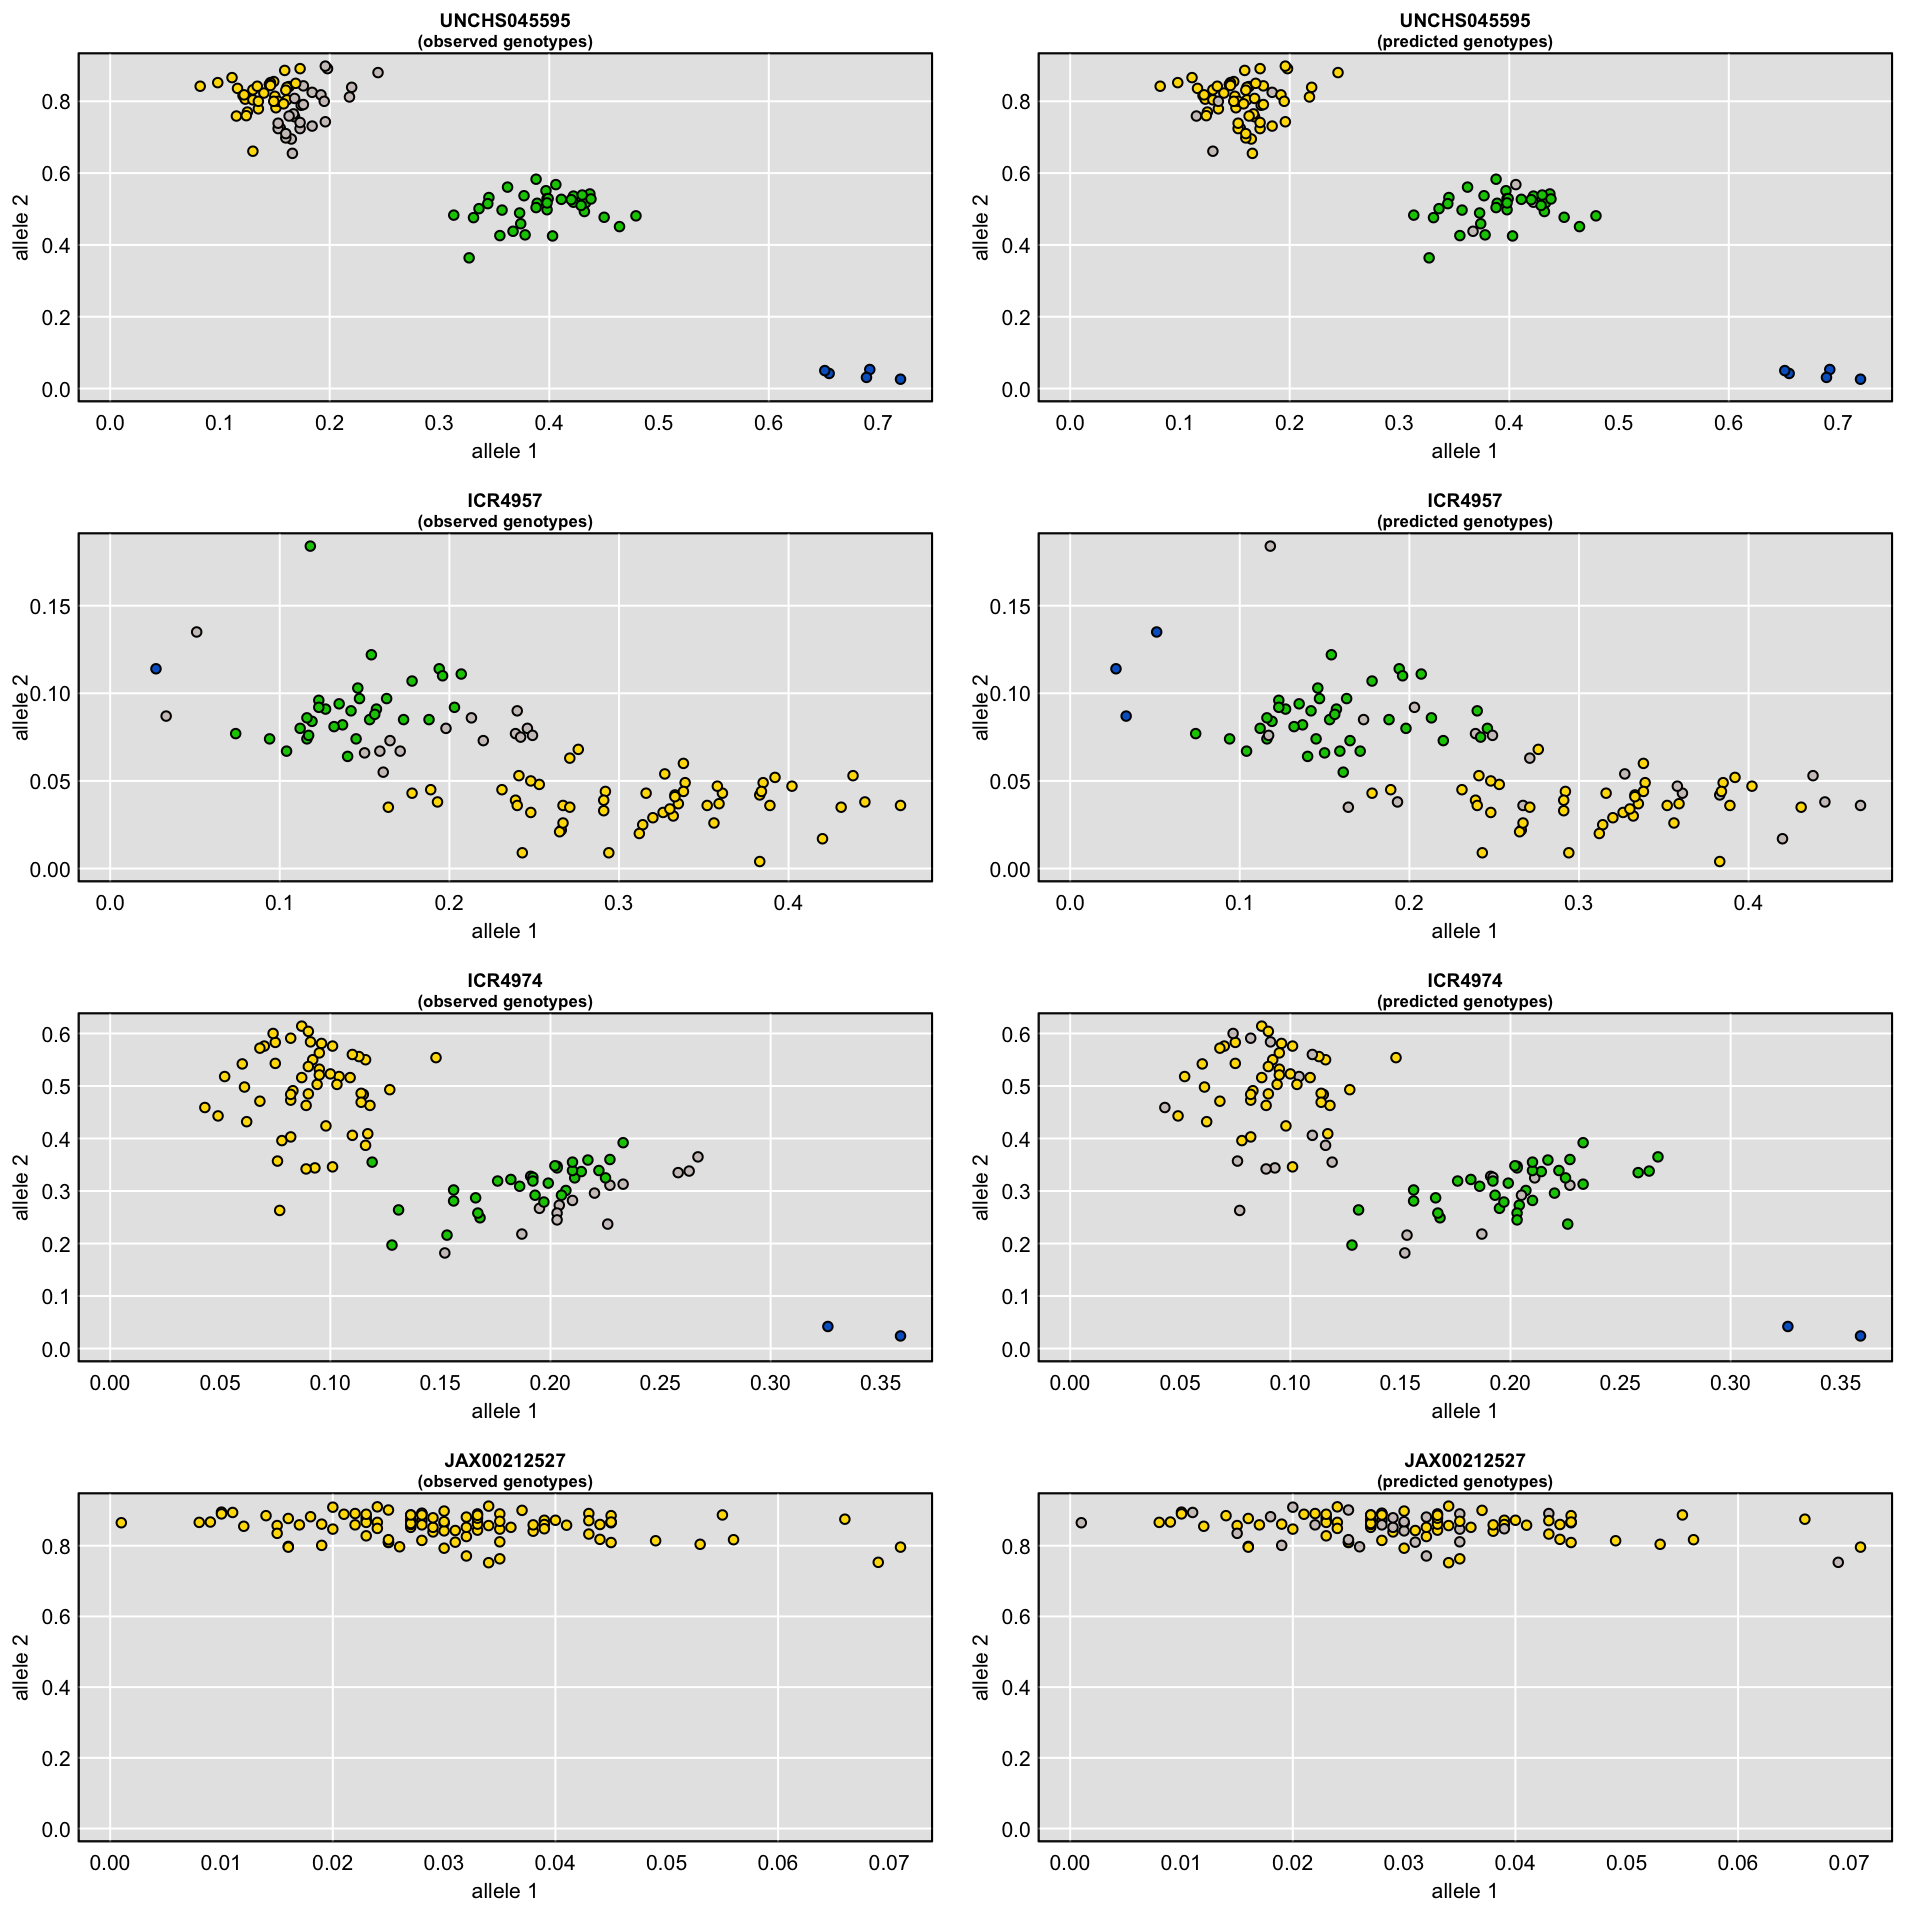 UNCHS045595
(observed genotypes)
allele 2
0.8
0.6
0.4
0.2
0.0
0.0 0.1 0.2 0.3 0.4 0.5 0.6 0.7
allele 1
UNCHS045595
(predicted genotypes)
allele 2
0.8
0.6
0.4
0.2
0.0
0.0 0.1 0.2 0.3 0.4 0.5 0.6 0.7
allele 1
ICR4957
(observed genotypes)
allele 2
0.15
0.10
0.05
0.00
0.0 0.1 0.2 0.3 0.4
allele 1
ICR4957
(predicted genotypes)
allele 2
0.15
0.10
0.05
0.00
0.0 0.1 0.2 0.3 0.4
allele 1
ICR4974
(observed genotypes)
allele 2
0.6
0.5
0.4
0.3
0.2
0.1
0.0
0.00 0.05 0.10 0.15 0.20 0.25 0.30 0.35
allele 1
ICR4974
(predicted genotypes)
allele 2
0.6
0.5
0.4
0.3
0.2
0.1
0.0
0.00 0.05 0.10 0.15 0.20 0.25 0.30 0.35
allele 1
JAX00212527
(observed genotypes)
allele 2
0.8
0.6
0.4
0.2
0.0
0.00 0.01 0.02 0.03 0.04 0.05 0.06 0.07
allele 1
JAX00212527
(predicted genotypes)
allele 2
0.8
0.6
0.4
0.2
0.0
0.00 0.01 0.02 0.03 0.04 0.05 0.06 0.07
allele 1